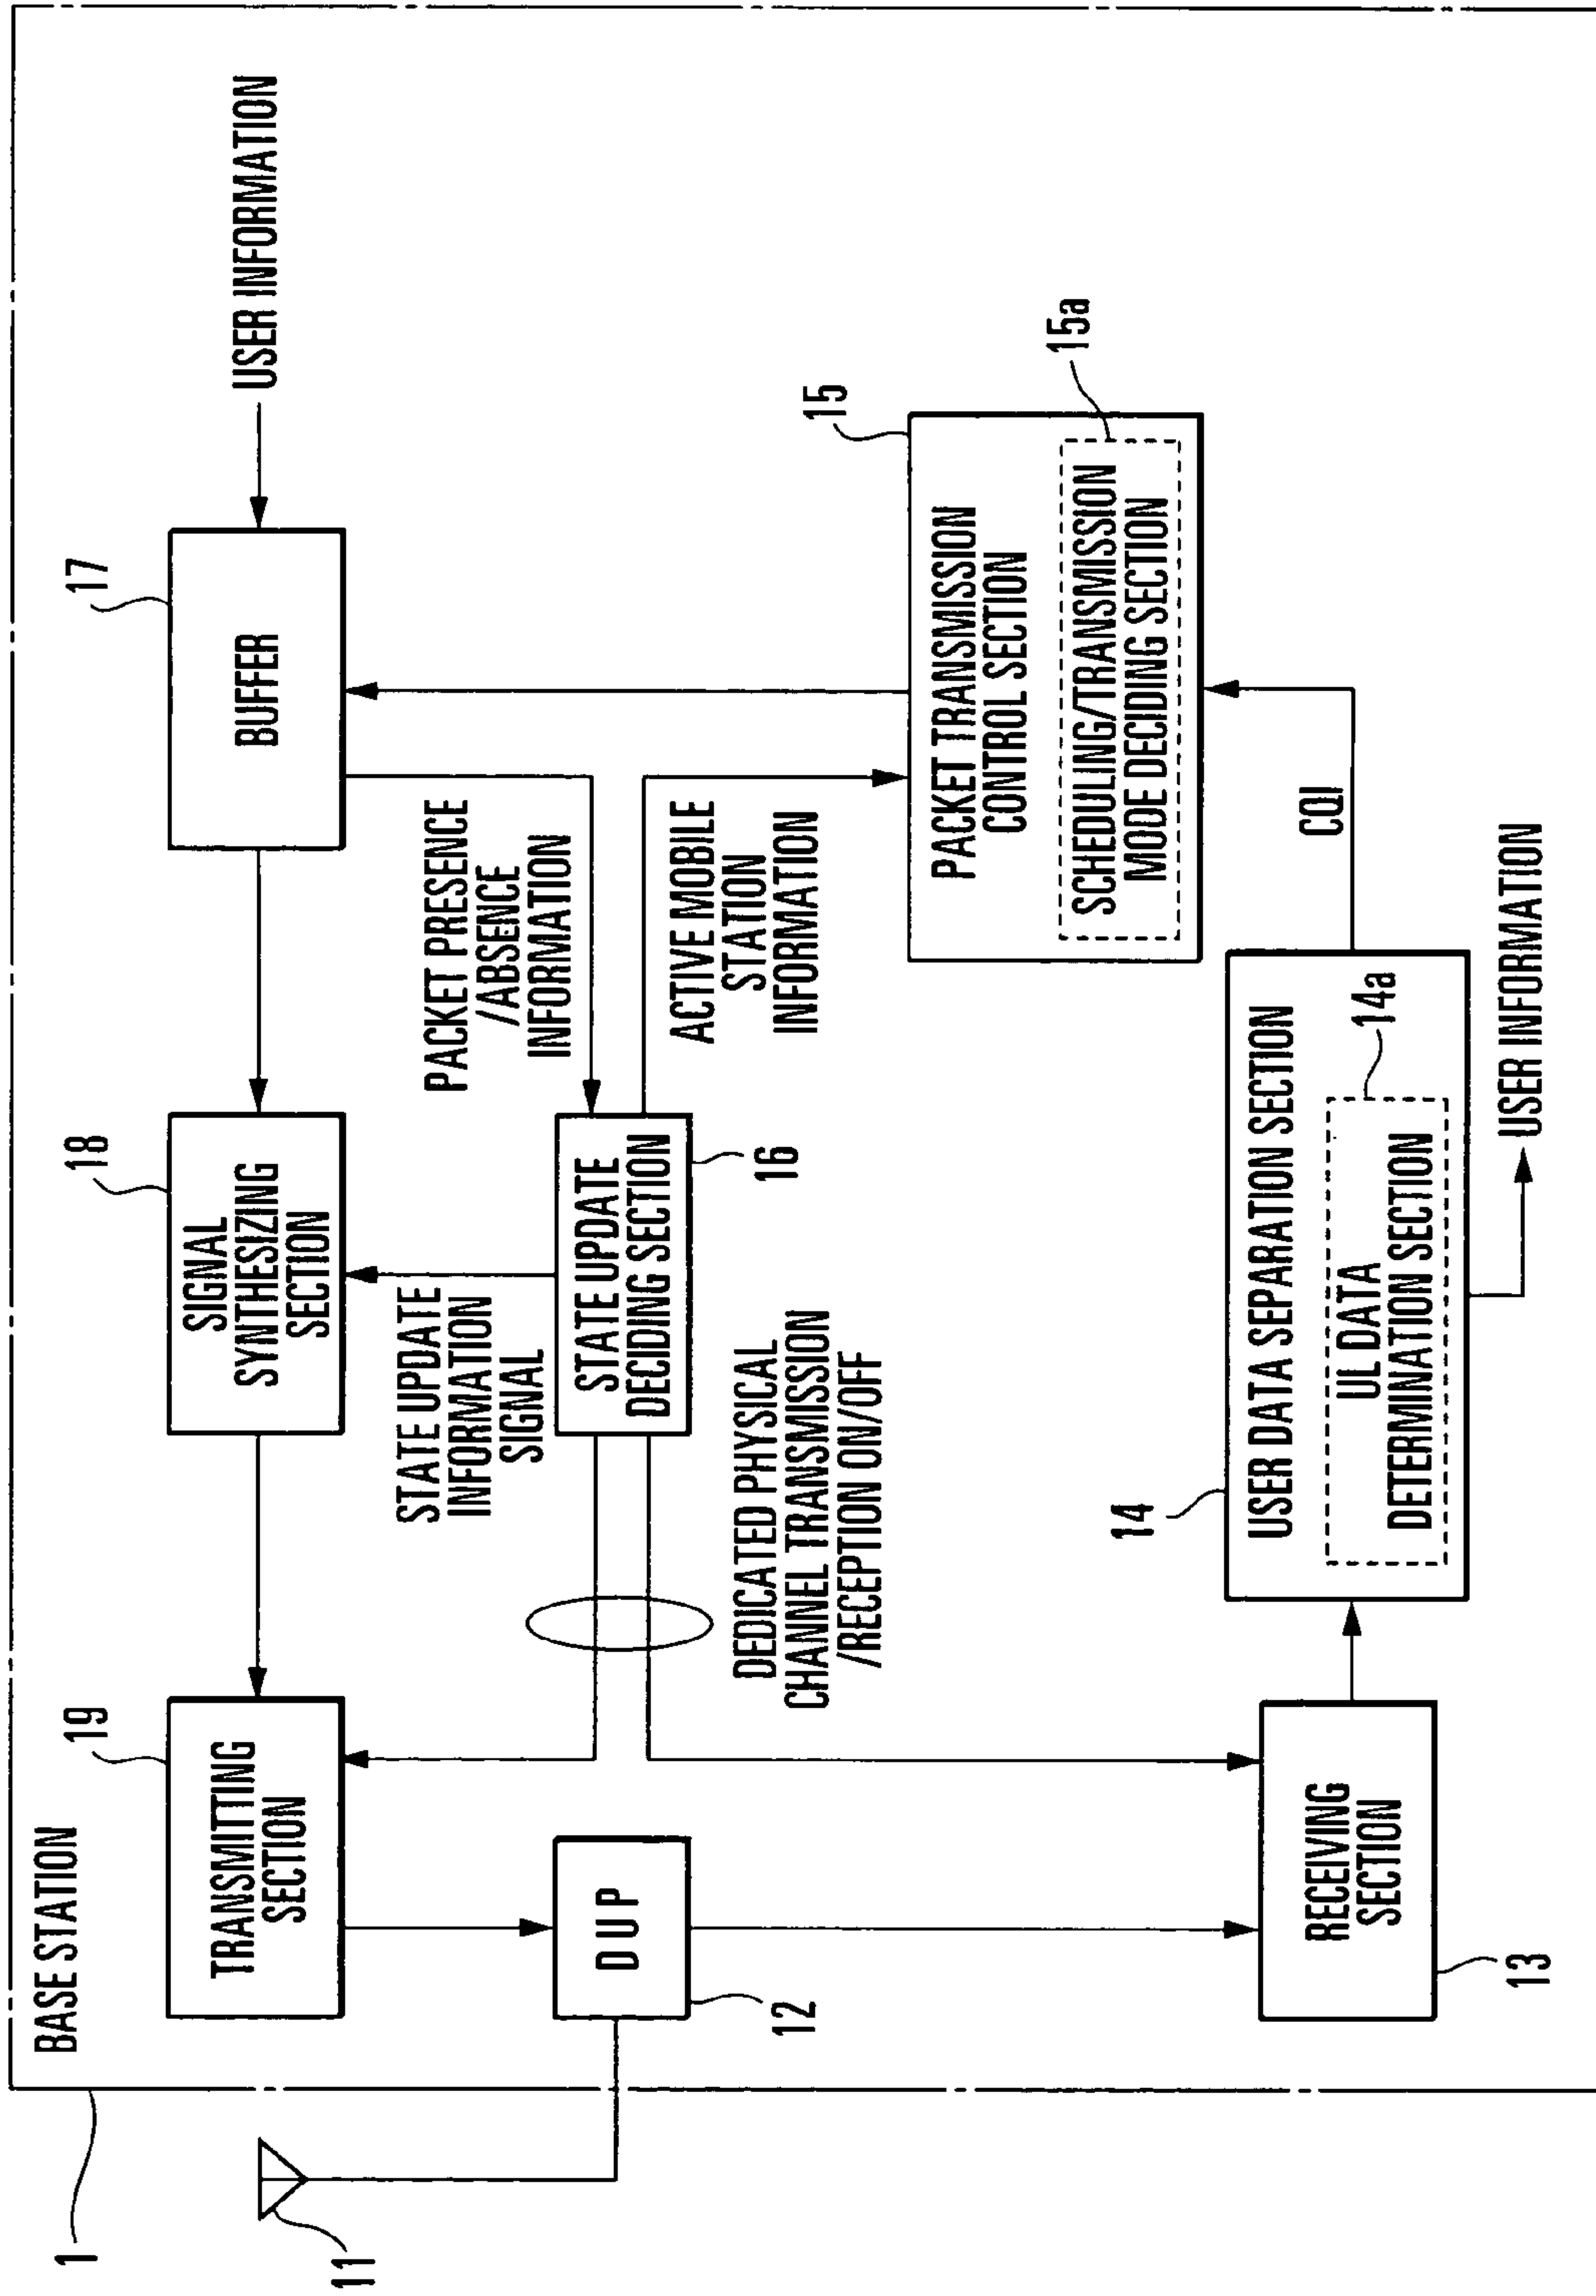 1
BASE STATION
11
19
TRANSMITTING
SECTION
18
SIGNAL
SYNTHESIZING
SECTION
17
BUFFER
USER INFORMATION
STATE UPDATE
INFORMATION
SIGNAL
PACKET PRESENCE
/ABSENCE
INFORMATION
DUP
12
STATE UPDATE
DECIDING SECTION
16
ACTIVE MOBILE
STATION
INFORMATION
DEDICATED PHYSICAL
CHANNEL TRANSMISSION
/RECEPTION ON/OFF
15
PACKET TRANSMISSION
CONTROL SECTION
15a
SCHEDULING/TRANSMISSION
MODE DECIDING SECTION
RECEIVING
SECTION
13
14
USER DATA SEPARATION SECTION
14a
UL DATA
DETERMINATION SECTION
CQI
USER INFORMATION